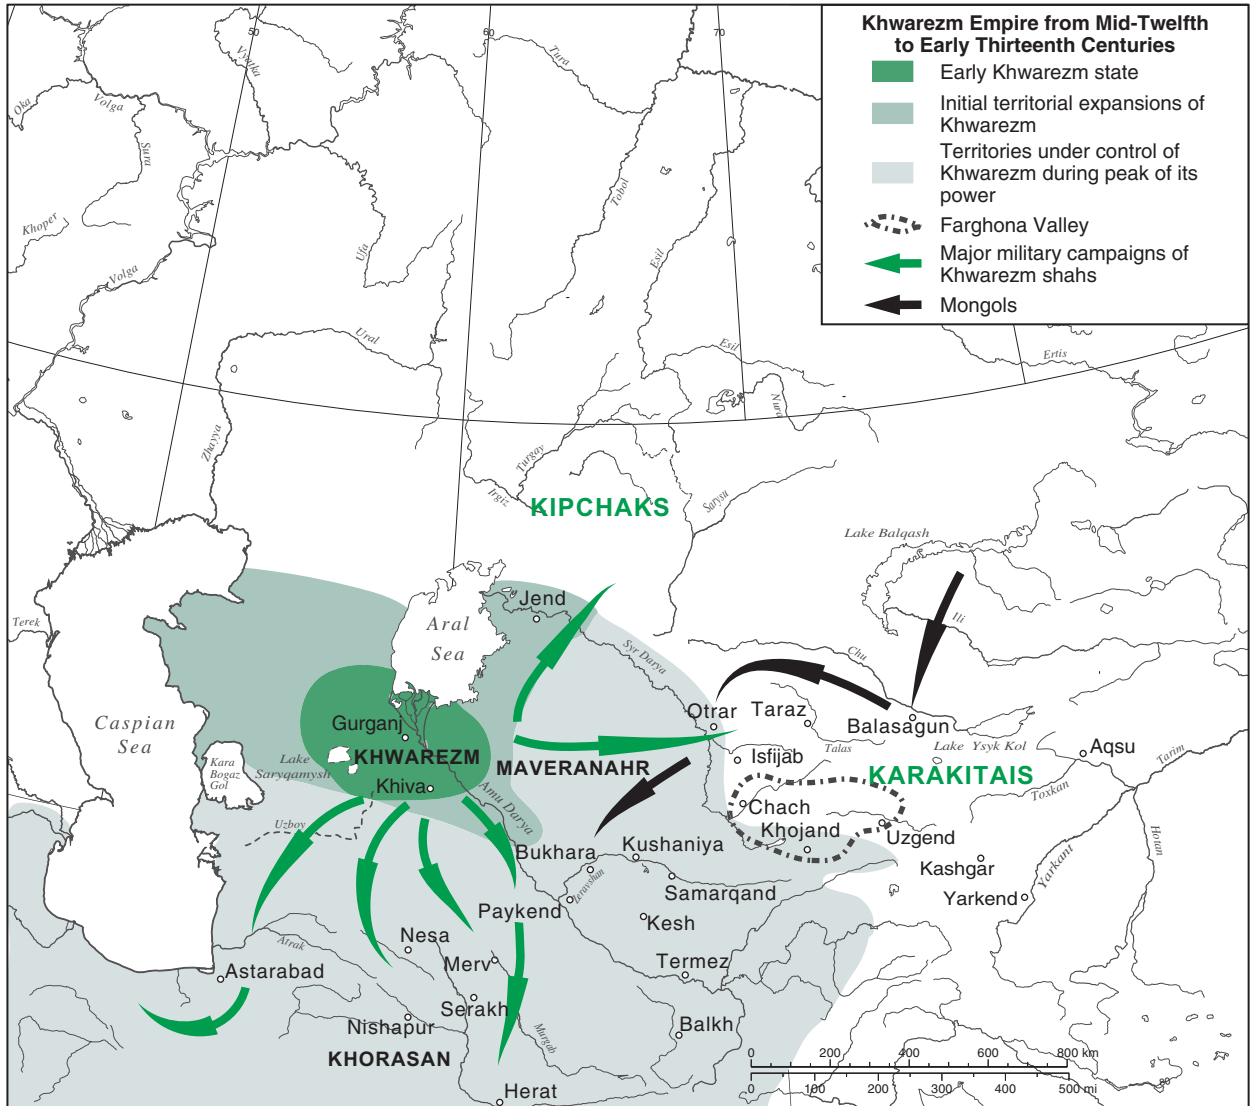 Khwarezm Empire from Mid-Twelfth
to Early Thirteenth Centuries
Early Khwarezm state
Initial territorial expansions of
Khwarezm
Territories under control of
Khwarezm during peak of its
power
Farghona Valley
Major military campaigns of
Khwarezm shahs
Mongols
50
60
70
Vyatka
Tura
Oka
Volga
Sura
Tobol
Khoper
Ufa
Esil
Volga
Ural
Esil
Ertis
Nura
Zhayya
Turgay
Irgiz
KIPCHAKS
Sarysu
Lake Balqash
Terek
Aral
Sea
Jend
Ili
Syr Darya
Chu
Caspian
Sea
Gurganj
KHWAREZM
Otrar
Taraz
Balasagun
Talas
Lake Ysyk Kol
Aqsu
Tarim
Kara
Bogaz
Gol
Lake
Saryqamysh
MAVERANAHR
Isfijab
KARAKITAIS
Khiva
Amu Darya
Toxkan
Chach
Khojand
Uzboy
Uzgend
Hotan
Bukhara
Kushaniya
Kashgar
Yarkant
Zeravshan
Samarqand
Yarkend
Paykend
Kesh
Atrak
Nesa
Merv
Termez
Astarabad
Serakh
Nishapur
Murgab
Balkh
KHORASAN
Herat
0 200 400 600 800 km
0 100 200 300 400 500 mi
80